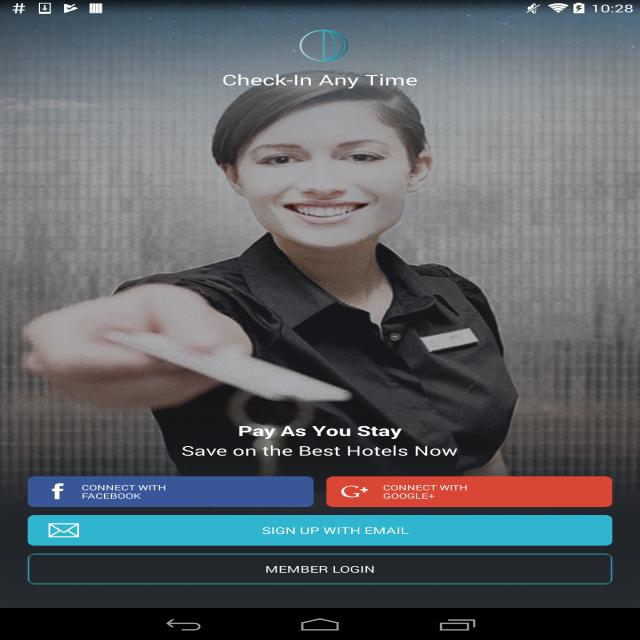 10:28
Check-In Any Time
Pay As You Stay
Save on the Best Hotels Now
f
CONNECT WITH
FACEBOOK
G+
CONNECT WITH
GOOGLE+
SIGN UP WITH EMAIL
MEMBER LOGIN